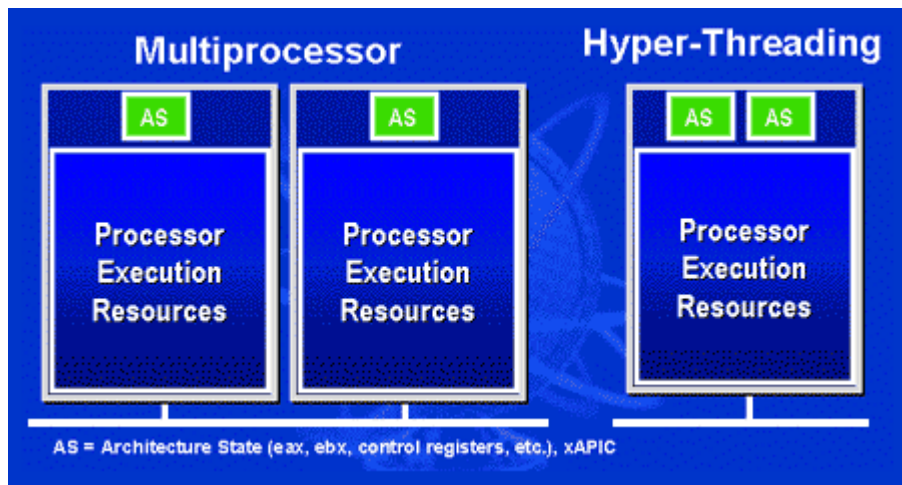 Multiprocessor
Hyper-Threading
AS
AS
AS
AS
Processor
Execution
Resources
Processor
Execution
Resources
Processor
Execution
Resources
AS = Architecture State (eax, ebx, control registers, etc.), xAPIC